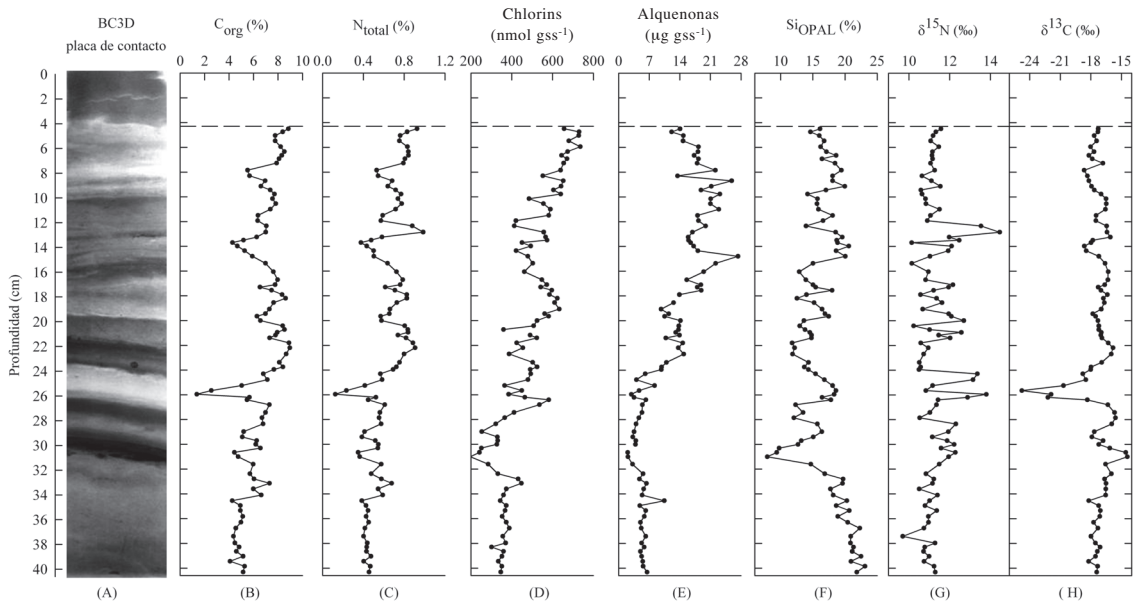 BC3D
placa de contacto
Corg (%)
Ntotal (%)
Chlorins
(nmol gss-1)
Alquenonas
(μg gss-1)
SiOPAL (%)
δ15N (‰)
δ13C (‰)
0 2 4 6 8 10
0.0 0.4 0.8 1.2
200 400 600 800
0 7 14 21 28
10 15 20 25
10 12 14
-24 -21 -18 -15
Profundidad (cm)
0
2
4
6
8
10
12
14
16
18
20
22
24
26
28
30
32
34
36
38
40
(A) (B) (C) (D) (E) (F) (G) ( H)